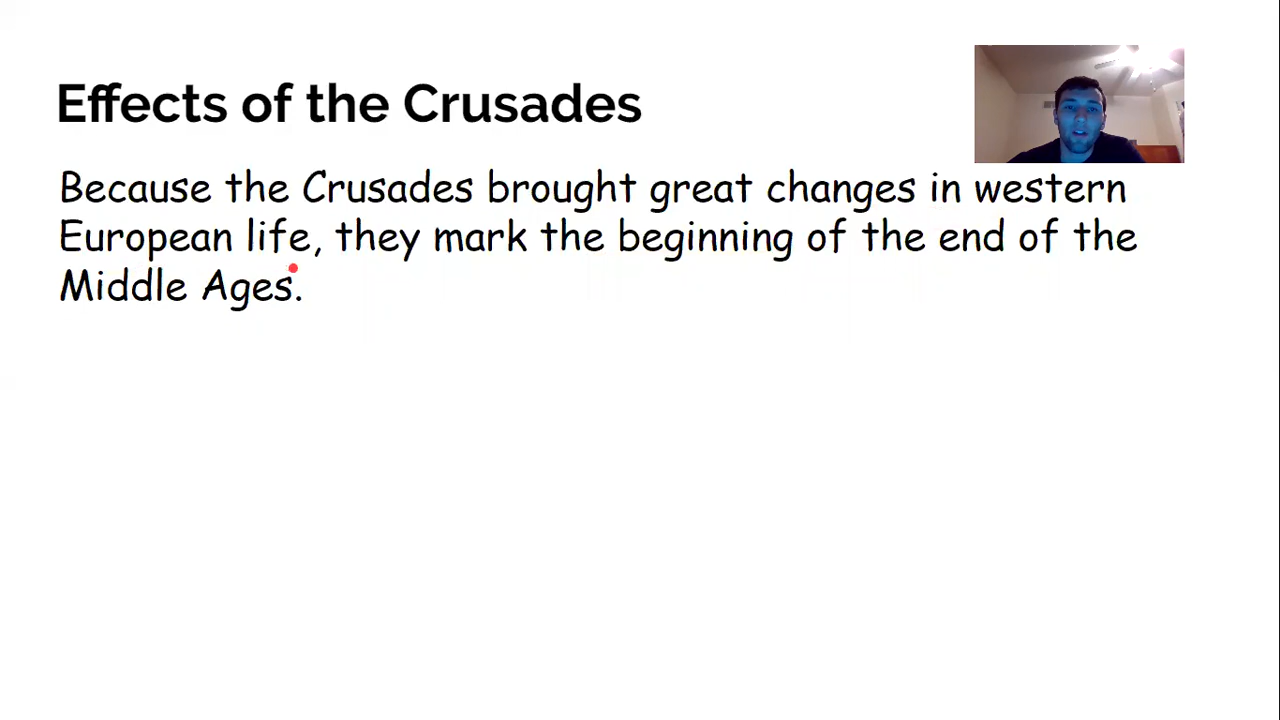 Effects of the Crusades
Because the Crusades brought great changes in western
European life, they mark the beginning of the end of the
Middle Ages.